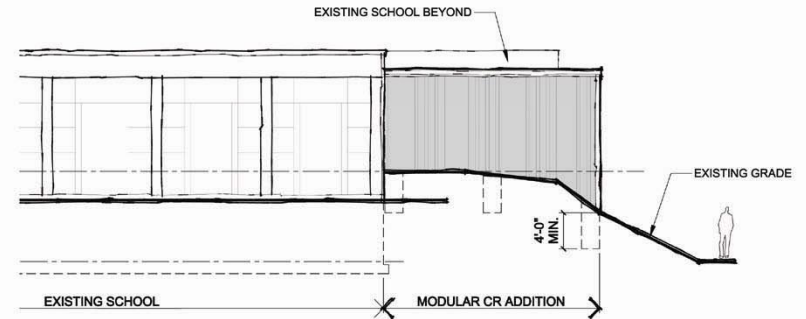 EXISTING SCHOOL BEYOND
EXISTING GRADE
4'-0"
MIN.
EXISTING SCHOOL
MODULAR CR ADDITION